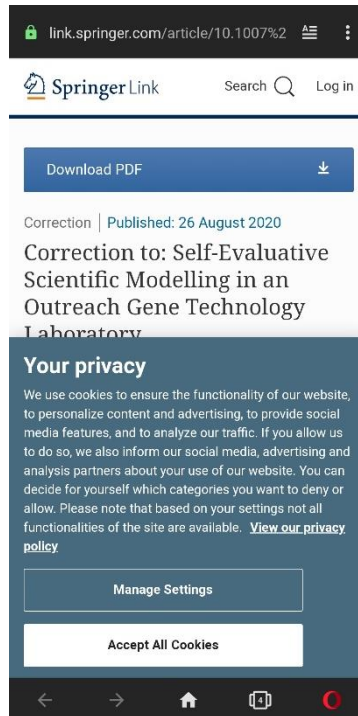 link.springer.com/article/10.1007%2
Springer Link Search Log in
Download PDF
Correction | Published: 26 August 2020
Correction to: Self-Evaluative
Scientific Modelling in an
Outreach Gene Technology
Laboratory
Your privacy
We use cookies to ensure the functionality of our website,
to personalize content and advertising, to provide social
media features, and to analyze our traffic. If you allow us
to do so, we also inform our social media, advertising and
analysis partners about your use of our website. You can
decide for yourself which categories you want to deny or
allow. Please note that based on your settings not all
functionalities of the site are available. View our privacy
policy
Manage Settings
Accept All Cookies
4